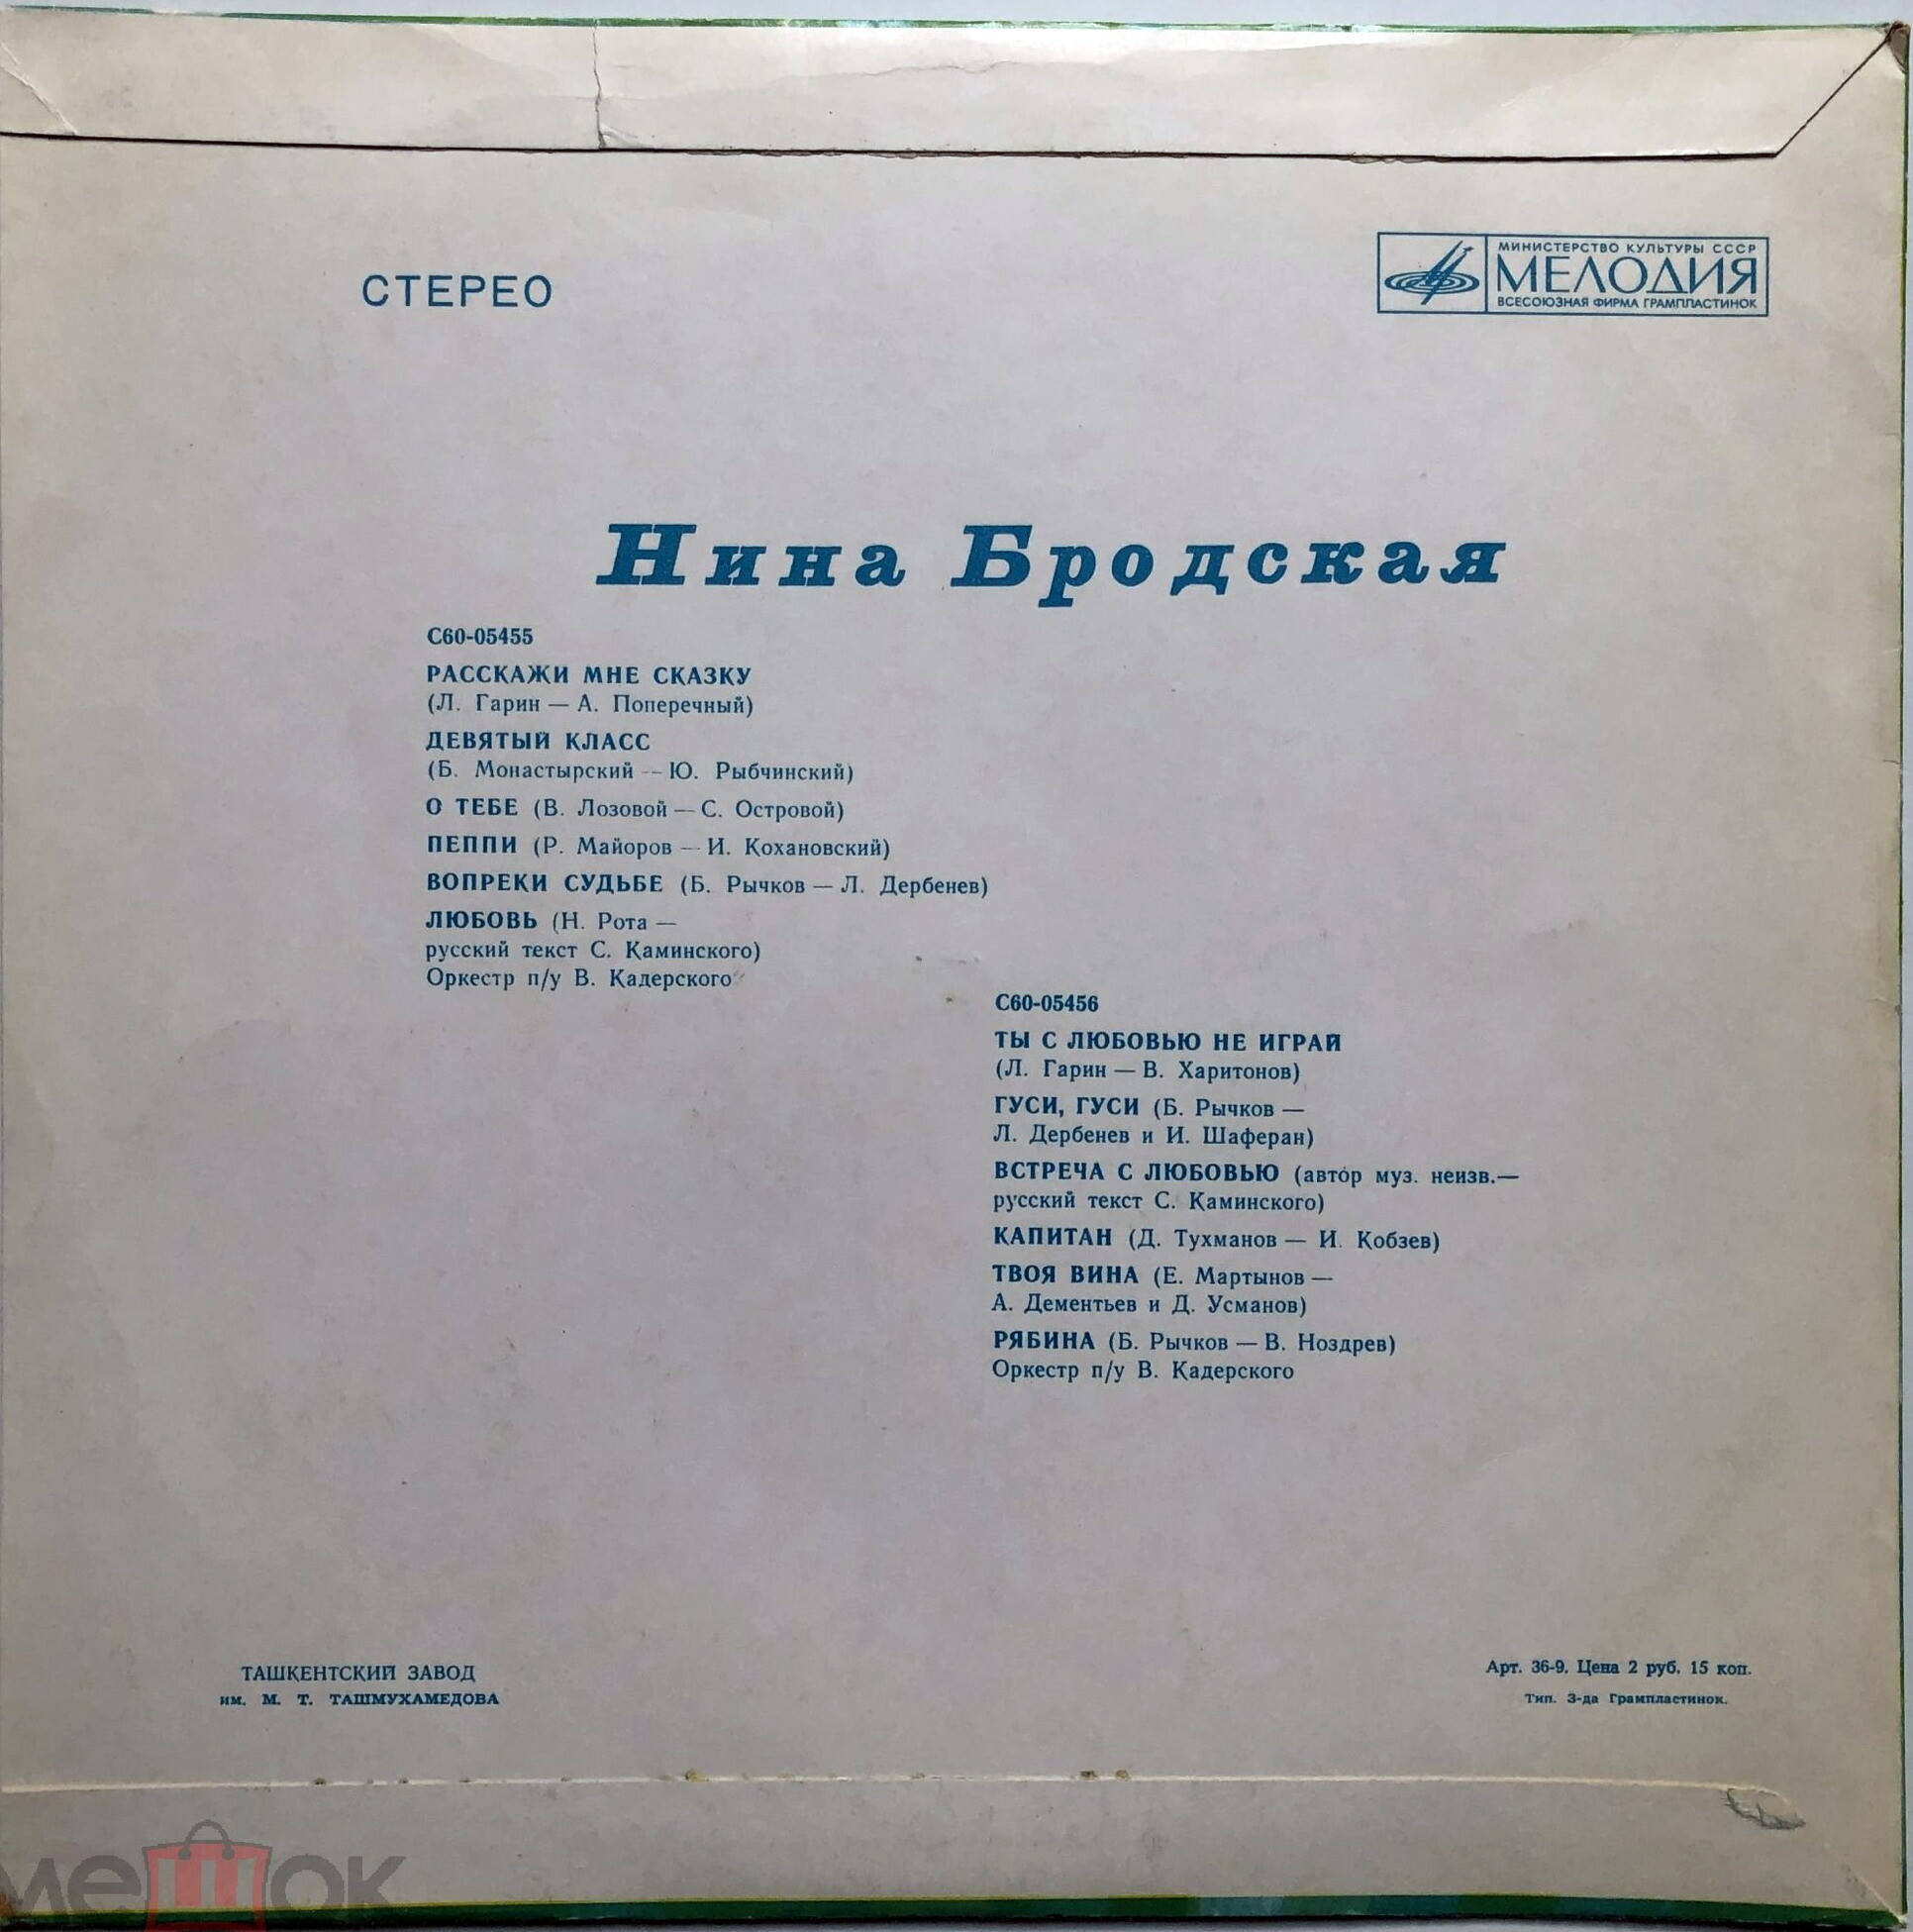 СТЕРЕО
МИНИСТЕРСТВО КУЛЬТУРЫ СССР
МЕЛОДИЯ
ВСЕСОЮЗНАЯ ФИРМА ГРАМПЛАСТИНОК
Нина Бродская
С60-05455
РАССКАЖИ МНЕ СКАЗКУ
(Л. Гарин — А. Поперечный)
ДЕВЯТЫЙ КЛАСС
(Б. Монастырский — Ю. Рыбчинский)
О ТЕБЕ (В. Лозовой — С. Островой)
ПЕППИ (Р. Майоров — И. Кохановский)
ВОПРЕКИ СУДЬБЕ (Б. Рычков — Л. Дербенев)
ЛЮБОВЬ (Н. Рота —
русский текст С. Каминского)
Оркестр п/у В. Кадерского
С60-05456
ТЫ С ЛЮБОВЬЮ НЕ ИГРАЙ
(Л. Гарин — В. Харитонов)
ГУСИ, ГУСИ (Б. Рычков —
Л. Дербенев и И. Шаферан)
ВСТРЕЧА С ЛЮБОВЬЮ (автор муз. неизв.—
русский текст С. Каминского)
КАПИТАН (Д. Тухманов — И. Кобзев)
ТВОЯ ВИНА (Е. Мартынов —
А. Дементьев и Д. Усманов)
РЯБИНА (Б. Рычков — В. Ноздрев)
Оркестр п/у В. Кадерского
ТАШКЕНТСКИЙ ЗАВОД
им. М. Т. ТАШМУХАМЕДОВА
Арт. 36-9. Цена 2 руб. 15 коп.
Тип. З-да Грампластинок.
мешок